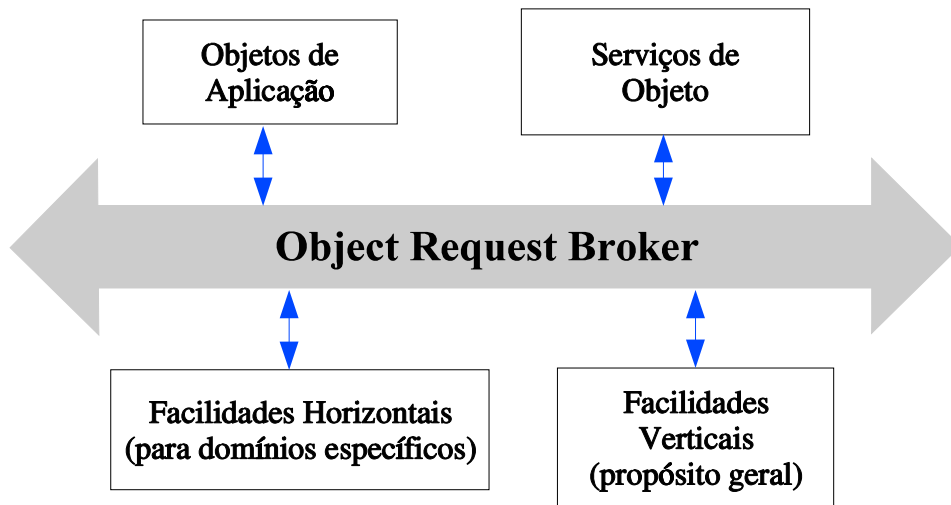 Objetos de
Aplicação
Serviços de
Objeto
Object Request Broker
Facilidades Horizontais
(para domínios específicos)
Facilidades
Verticais
(propósito geral)